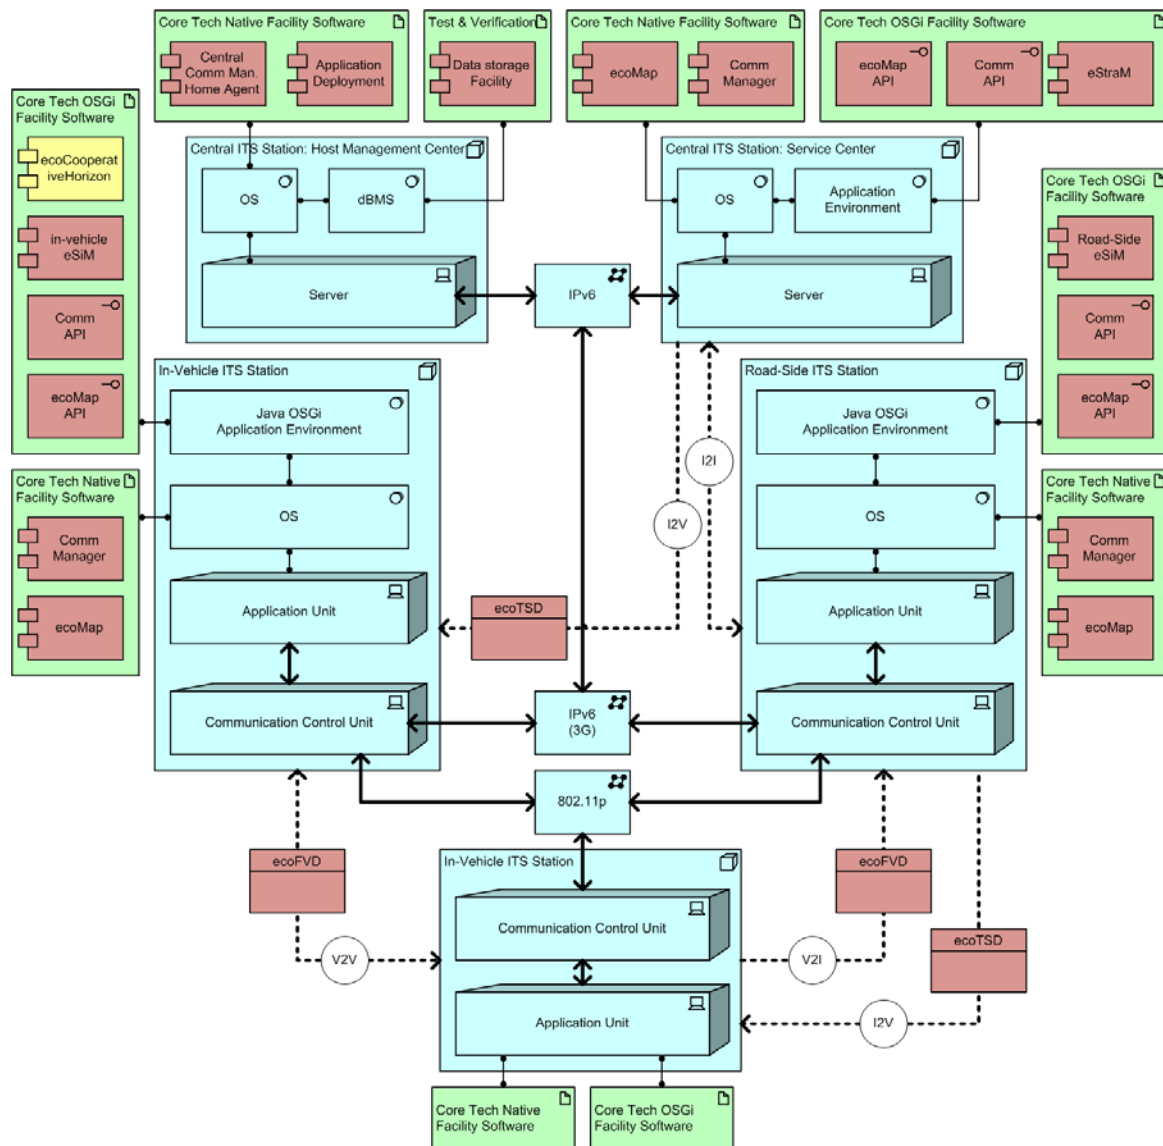 Core Tech Native Facility Software
Central
Comm Man.
Home Agent
Application
Deployment
Test & Verification
Data storage
Facility
Core Tech Native Facility Software
ecoMap
Comm
Manager
Core Tech OSGi Facility Software
ecoMap
API
Comm
API
eStraM
Core Tech OSGi
Facility Software
ecoCooperat
iveHorizon
in-vehicle
eSiM
Comm
API
ecoMap
API
Central ITS Station: Host Management Center
OS
dBMS
Server
IPv6
Central ITS Station: Service Center
OS
Application
Environment
Server
Core Tech OSGi
Facility Software
Road-Side
eSiM
Comm
API
ecoMap
API
In-Vehicle ITS Station
Java OSGi
Application Environment
OS
Application Unit
Communication Control Unit
Core Tech Native
Facility Software
Comm
Manager
ecoMap
I2I
I2V
ecoTSD
Road-Side ITS Station
Java OSGi
Application Environment
OS
Application Unit
Communication Control Unit
Core Tech Native
Facility Software
Comm
Manager
ecoMap
IPv6
(3G)
802.11p
ecoFVD
V2V
In-Vehicle ITS Station
Communication Control Unit
Application Unit
ecoFVD
V2I
ecoTSD
I2V
Core Tech Native
Facility Software
Core Tech OSGi
Facility Software